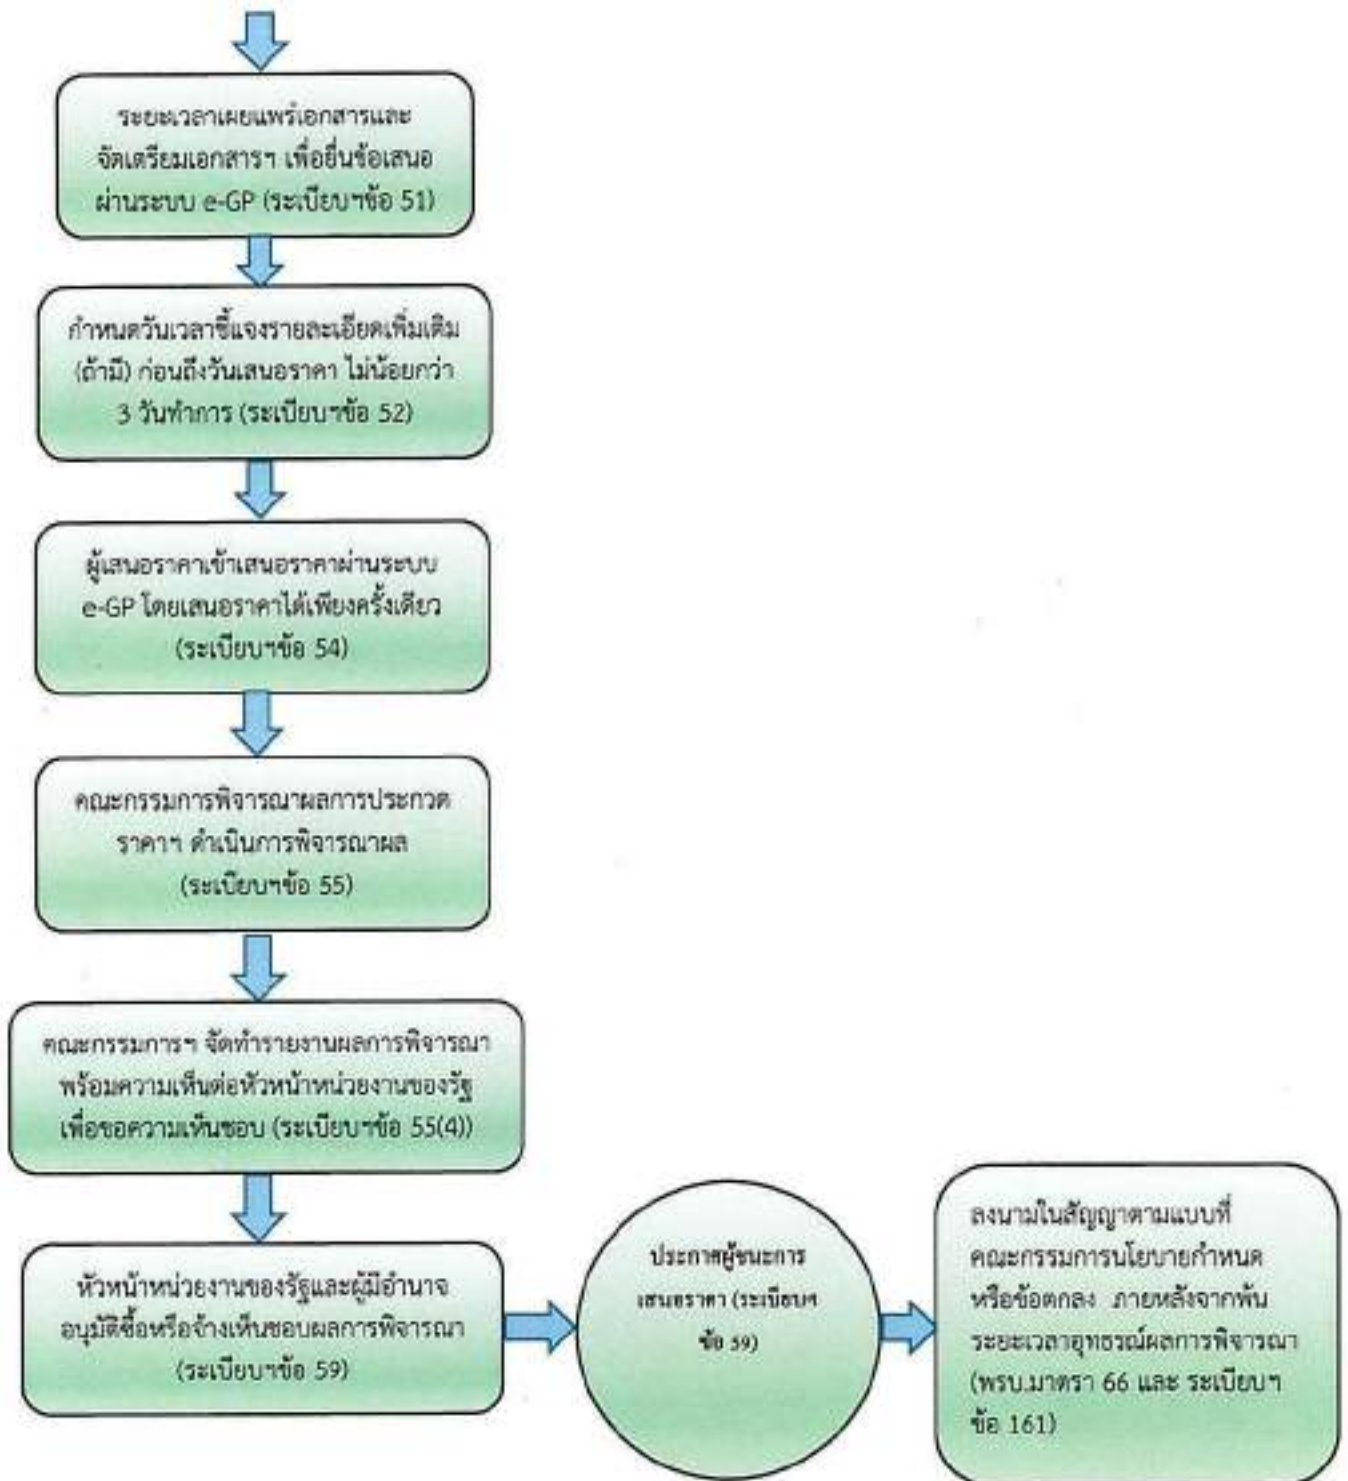 ระยะเวลาเผยแพร่เอกสารและ
จัดเตรียมเอกสารฯ เพื่อยื่นข้อเสนอ
ผ่านระบบ e-GP (ระเบียบฯข้อ 51)
กำหนดวันเวลาชี้แจงรายละเอียดเพิ่มเติม
(ถ้ามี) ก่อนถึงวันเสนอราคา ไม่น้อยกว่า
3 วันทำการ (ระเบียบฯข้อ 52)
ผู้เสนอราคาเข้าเสนอราคาผ่านระบบ
e-GP โดยเสนอราคาได้เพียงครั้งเดียว
(ระเบียบฯข้อ 54)
คณะกรรมการพิจารณาผลการประกวด
ราคาฯ ดำเนินการพิจารณาผล
(ระเบียบฯข้อ 55)
คณะกรรมการฯ จัดทำรายงานผลการพิจารณา
พร้อมความเห็นต่อหัวหน้าหน่วยงานของรัฐ
เพื่อขอความเห็นชอบ (ระเบียบฯข้อ 55(4))
หัวหน้าหน่วยงานของรัฐและผู้มีอำนาจ
อนุมัติซื้อหรือจ้างเห็นชอบผลการพิจารณา
(ระเบียบฯข้อ 59)
ประกาศผู้ชนะการ
เสนอราคา (ระเบียบฯ
ข้อ 59)
ลงนามในสัญญาตามแบบที่
คณะกรรมการนโยบายกำหนด
หรือข้อตกลง ภายหลังจากพ้น
ระยะเวลาอุทธรณ์ผลการพิจารณา
(พรบ.มาตรา 66 และ ระเบียบฯ
ข้อ 161)